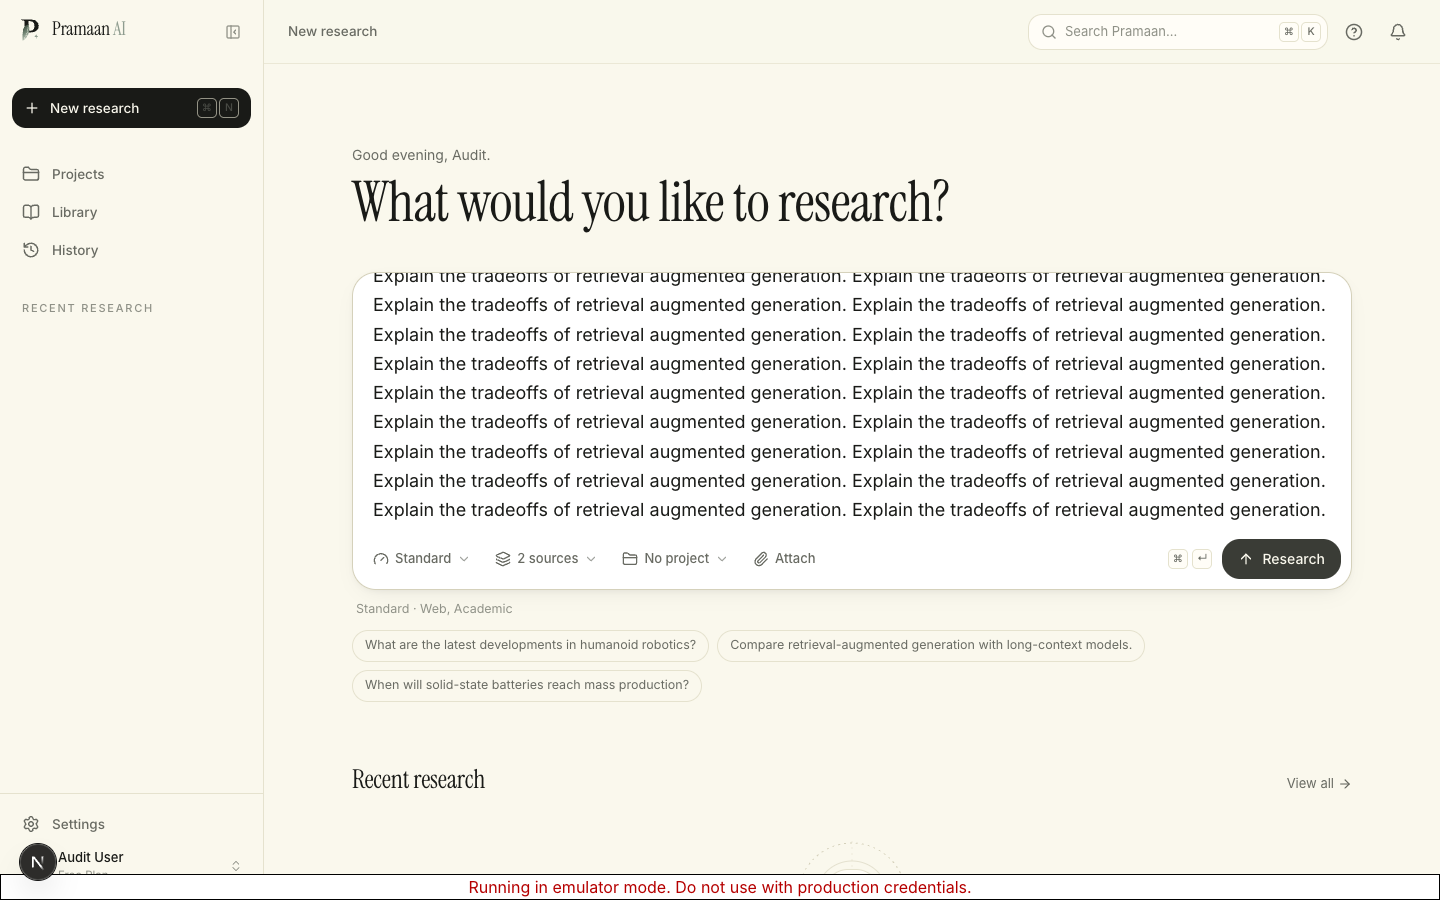 Pramaan AI
New research
⌘ K
Search Pramaan...
New research
⌘ N
Projects
Library
History
RECENT RESEARCH
Good evening, Audit.
What would you like to research?
Explain the tradeoffs of retrieval augmented generation. Explain the tradeoffs of retrieval augmented generation.
Explain the tradeoffs of retrieval augmented generation. Explain the tradeoffs of retrieval augmented generation.
Explain the tradeoffs of retrieval augmented generation. Explain the tradeoffs of retrieval augmented generation.
Explain the tradeoffs of retrieval augmented generation. Explain the tradeoffs of retrieval augmented generation.
Explain the tradeoffs of retrieval augmented generation. Explain the tradeoffs of retrieval augmented generation.
Explain the tradeoffs of retrieval augmented generation. Explain the tradeoffs of retrieval augmented generation.
Explain the tradeoffs of retrieval augmented generation. Explain the tradeoffs of retrieval augmented generation.
Explain the tradeoffs of retrieval augmented generation. Explain the tradeoffs of retrieval augmented generation.
Explain the tradeoffs of retrieval augmented generation. Explain the tradeoffs of retrieval augmented generation.
Standard
2 sources
No project
Attach
⌘ ↵
Research
Standard · Web, Academic
What are the latest developments in humanoid robotics?
Compare retrieval-augmented generation with long-context models.
When will solid-state batteries reach mass production?
Recent research
View all →
Settings
N
Audit User
Free Plan
Running in emulator mode. Do not use with production credentials.